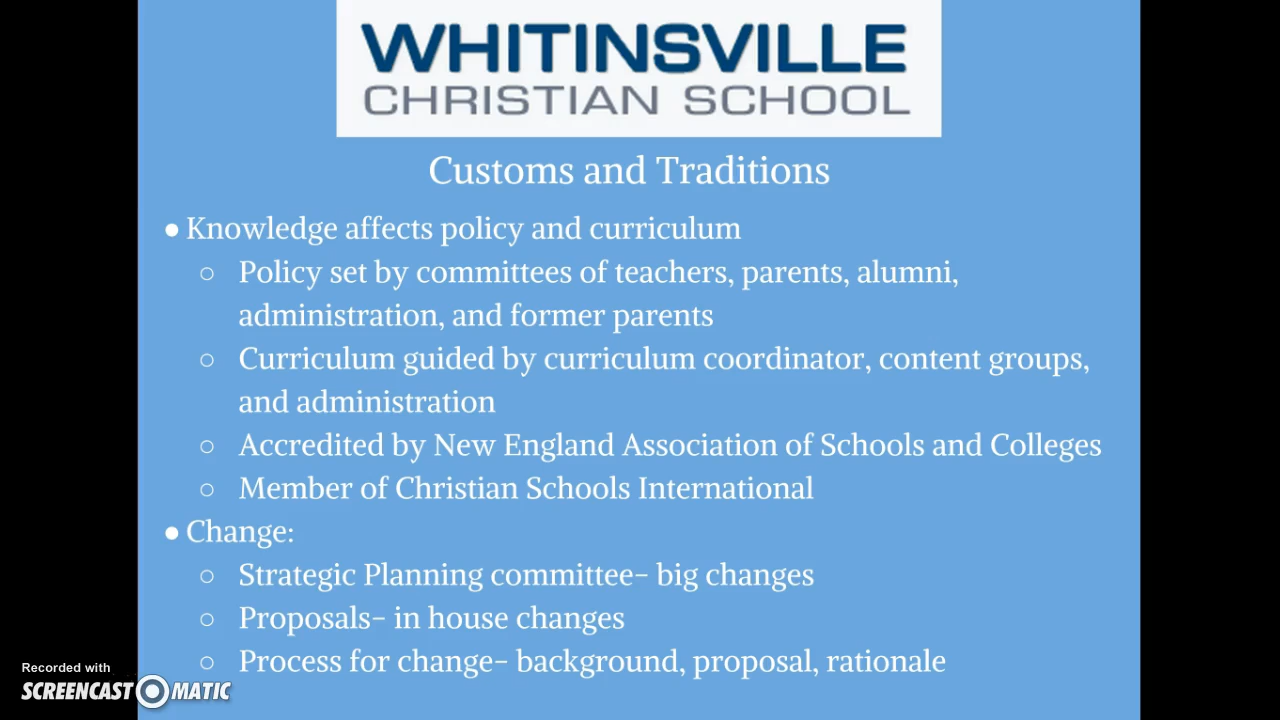 WHITINSVILLE
CHRISTIAN SCHOOL
Customs and Traditions
● Knowledge affects policy and curriculum
○ Policy set by committees of teachers, parents, alumni,
administration, and former parents
○ Curriculum guided by curriculum coordinator, content groups,
and administration
○ Accredited by New England Association of Schools and Colleges
○ Member of Christian Schools International
● Change:
○ Strategic Planning committee- big changes
○ Proposals- in house changes
○ Process for change- background, proposal, rationale
Recorded with
SCREENCAST MATIC